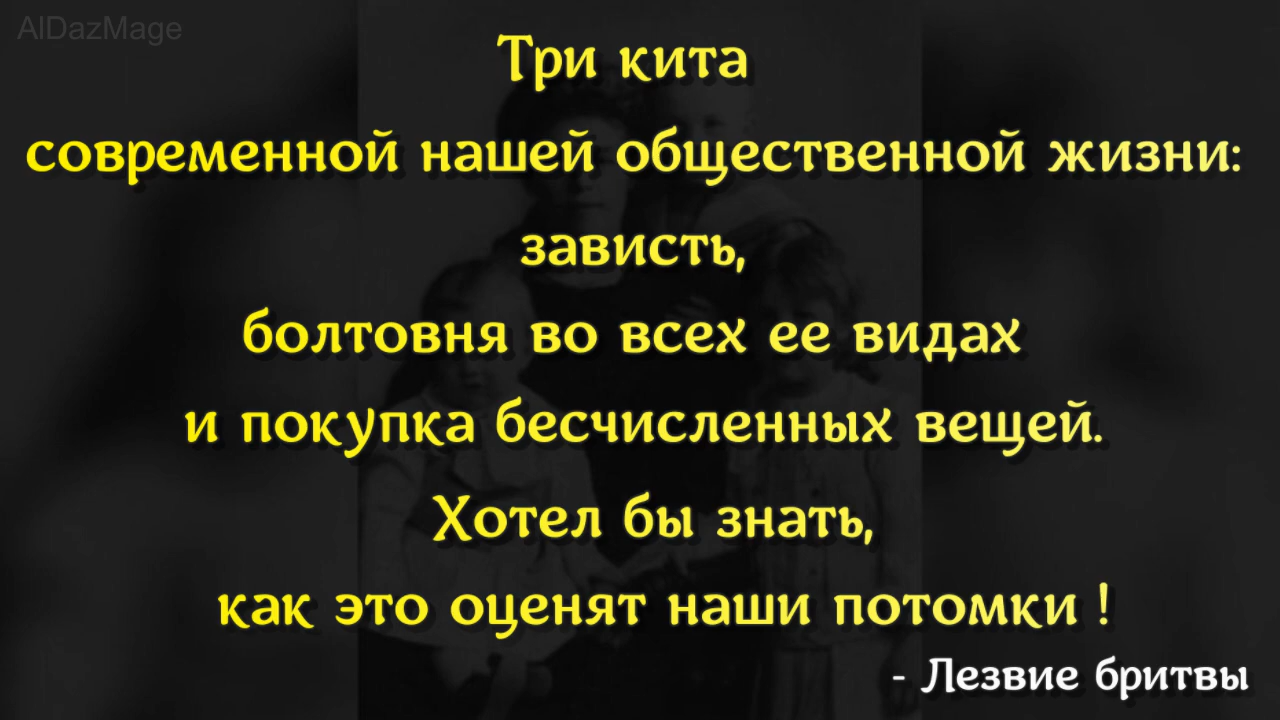 AlDazMage
Три кита
современной нашей общественной жизни:
зависть,
болтовня во всех ее видах
и покупка бесчисленных вещей.
Хотел бы знать,
как это оценят наши потомки !
- Лезвие бритвы